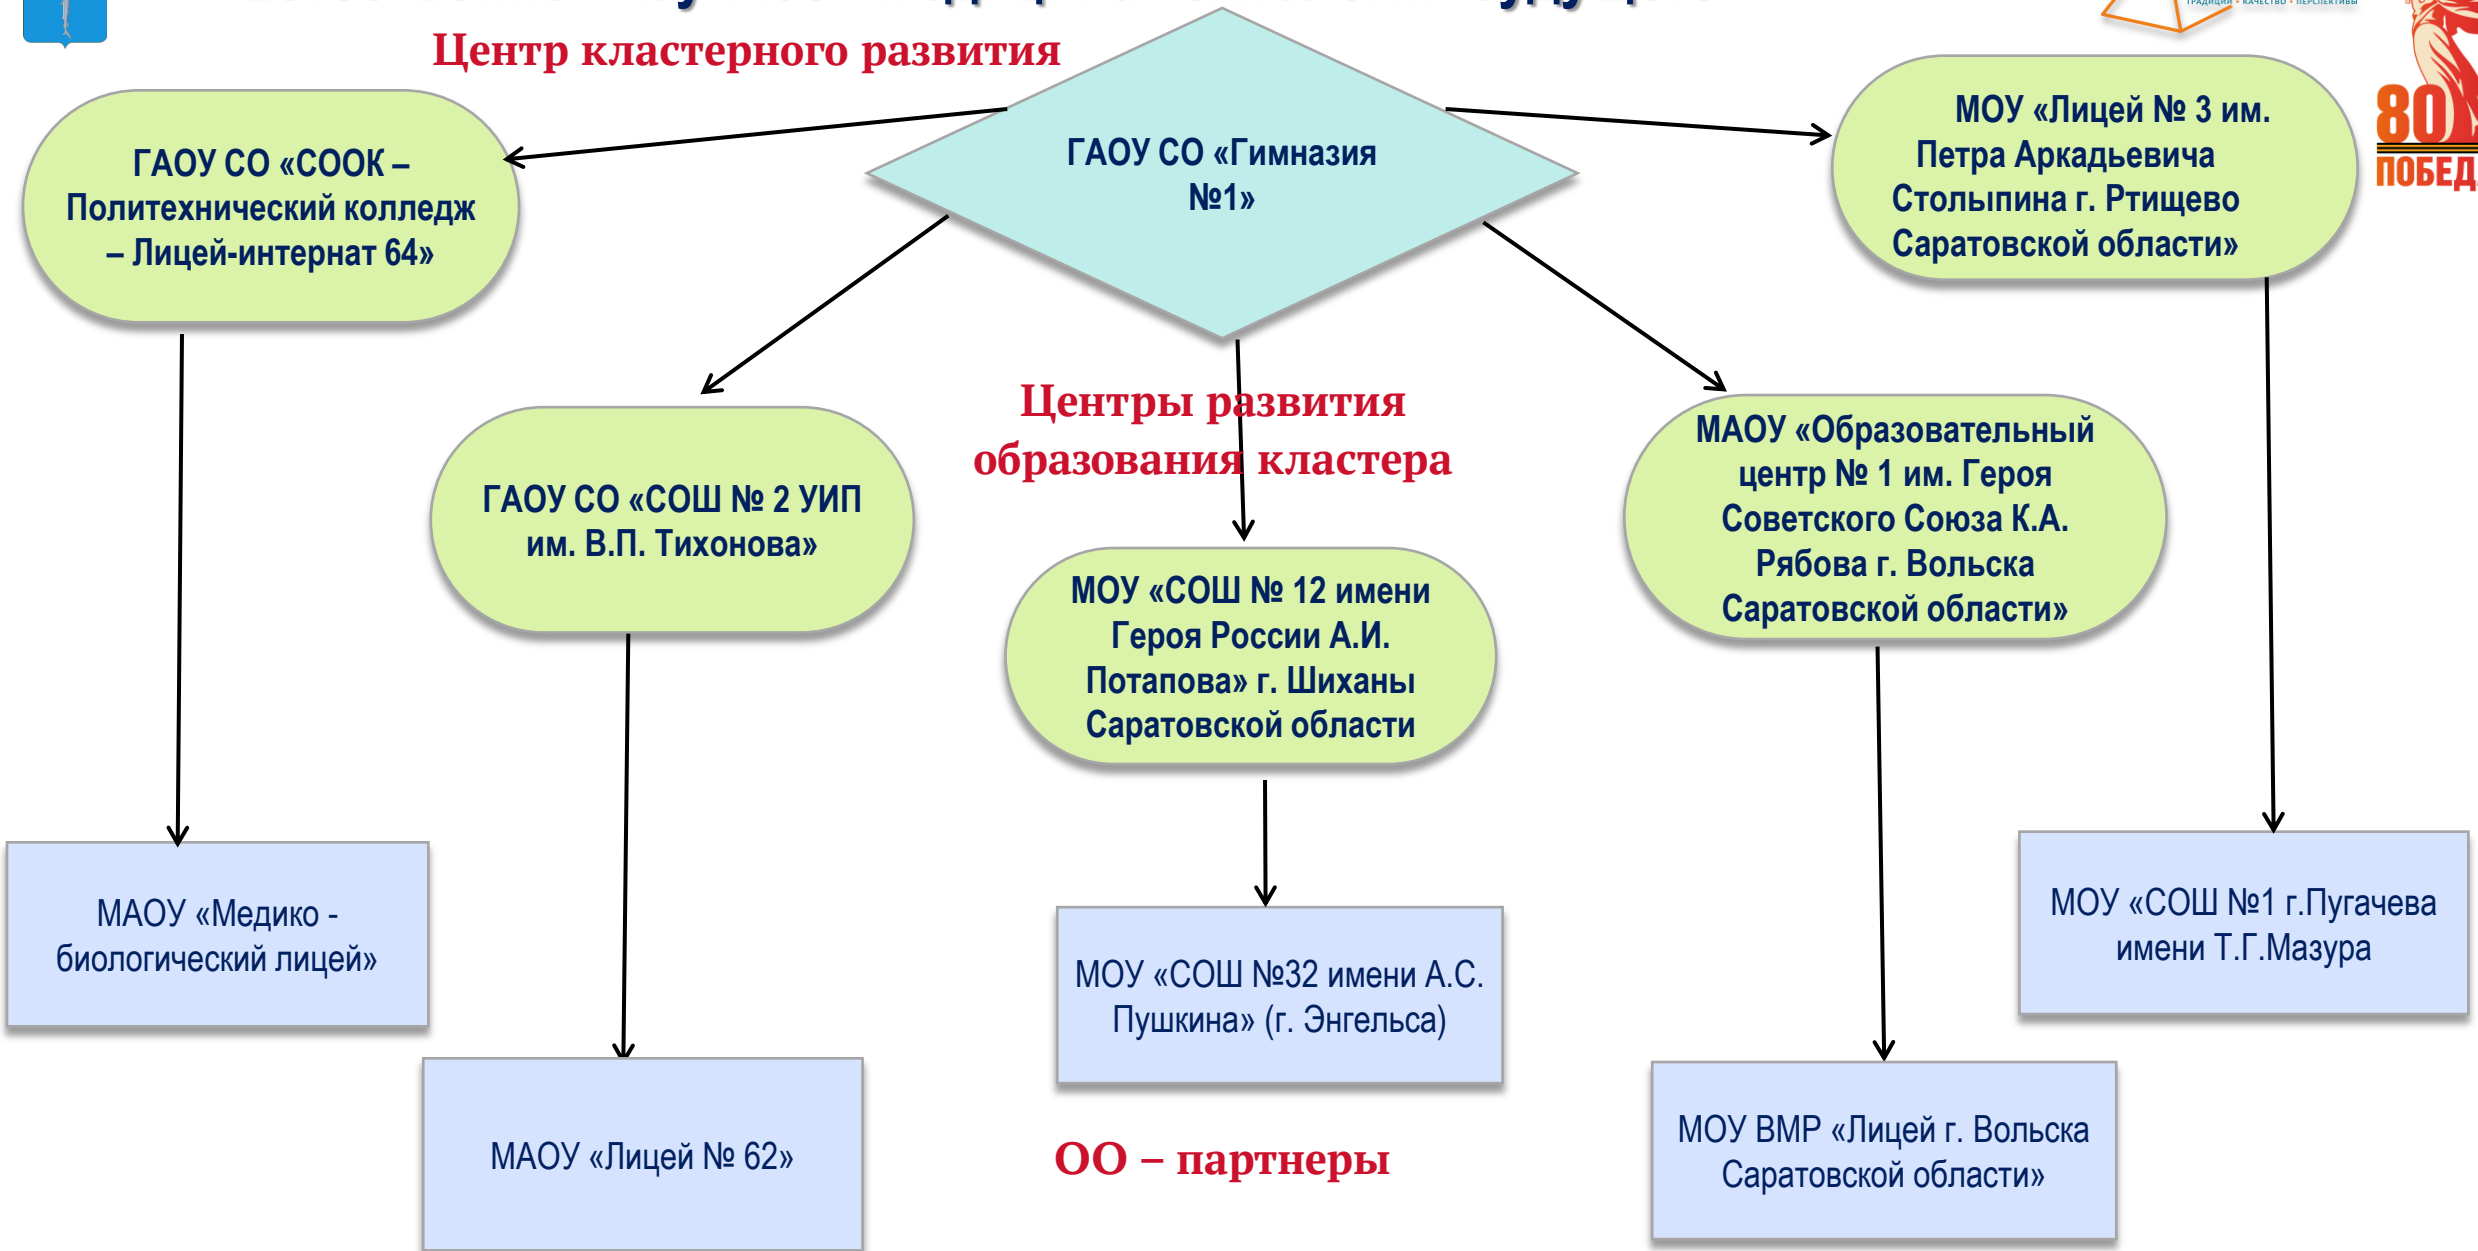 Центр кластерного развития
ТРАДИЦИИ • КАЧЕСТВО • ПЕРСПЕКТИВЫ
80
ГАОУ СО «СООК –
Политехнический колледж
– Лицей-интернат 64»
ГАОУ СО «Гимназия
№1»
МОУ «Лицей № 3 им.
Петра Аркадьевича
Столыпина г. Ртищево
Саратовской области»
Центры развития
образования кластера
ГАОУ СО «СОШ № 2 УИП
им. В.П. Тихонова»
МОУ «СОШ № 12 имени
Героя России А.И.
Потапова» г. Шиханы
Саратовской области
МАОУ «Образовательный
центр № 1 им. Героя
Советского Союза К.А.
Рябова г. Вольска
Саратовской области»
МАОУ «Медико -
биологический лицей»
МАОУ «Лицей № 62»
МОУ «СОШ №32 имени А.С.
Пушкина» (г. Энгельса)
МОУ ВМР «Лицей г. Вольска
Саратовской области»
МОУ «СОШ №1 г.Пугачева
имени Т.Г.Мазура
ОО – партнеры